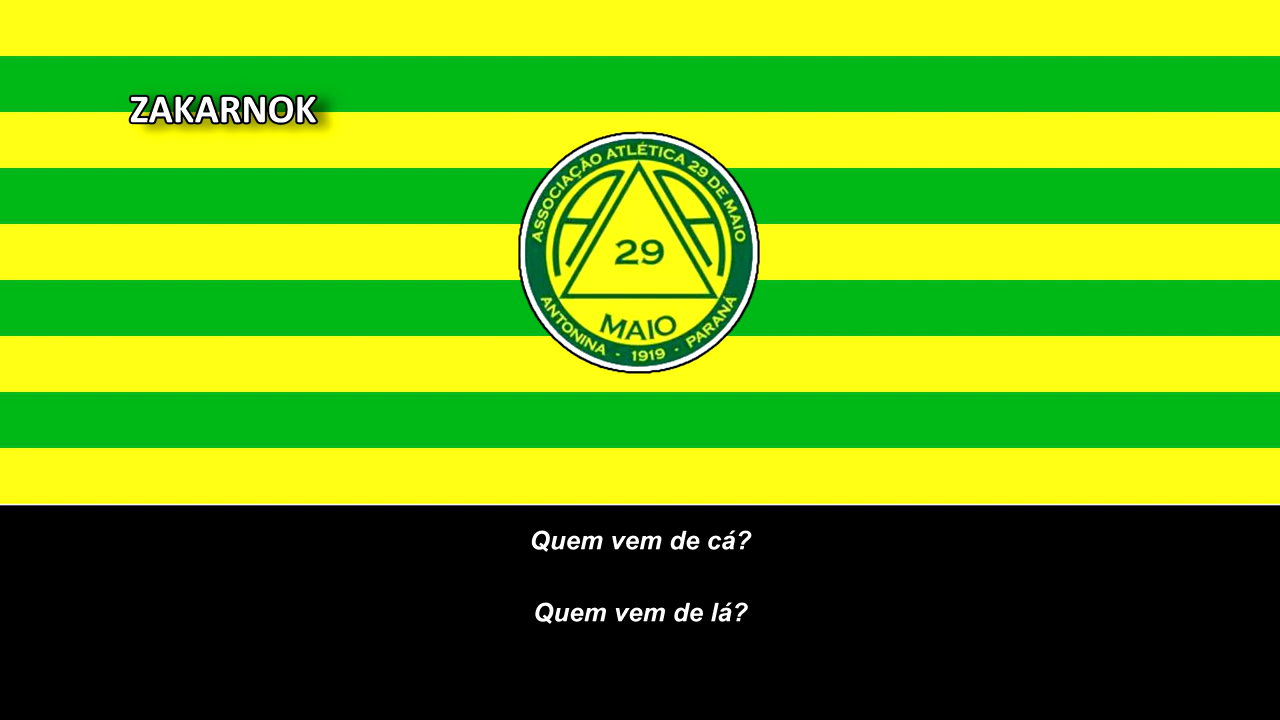 ZAKARNOK
ASSOCIAÇÃO ATLÉTICA 29 DE MAIO
AA
29
MAIO
ANTONINA - 1919 - PARANÁ
Quem vem de cá?
Quem vem de lá?